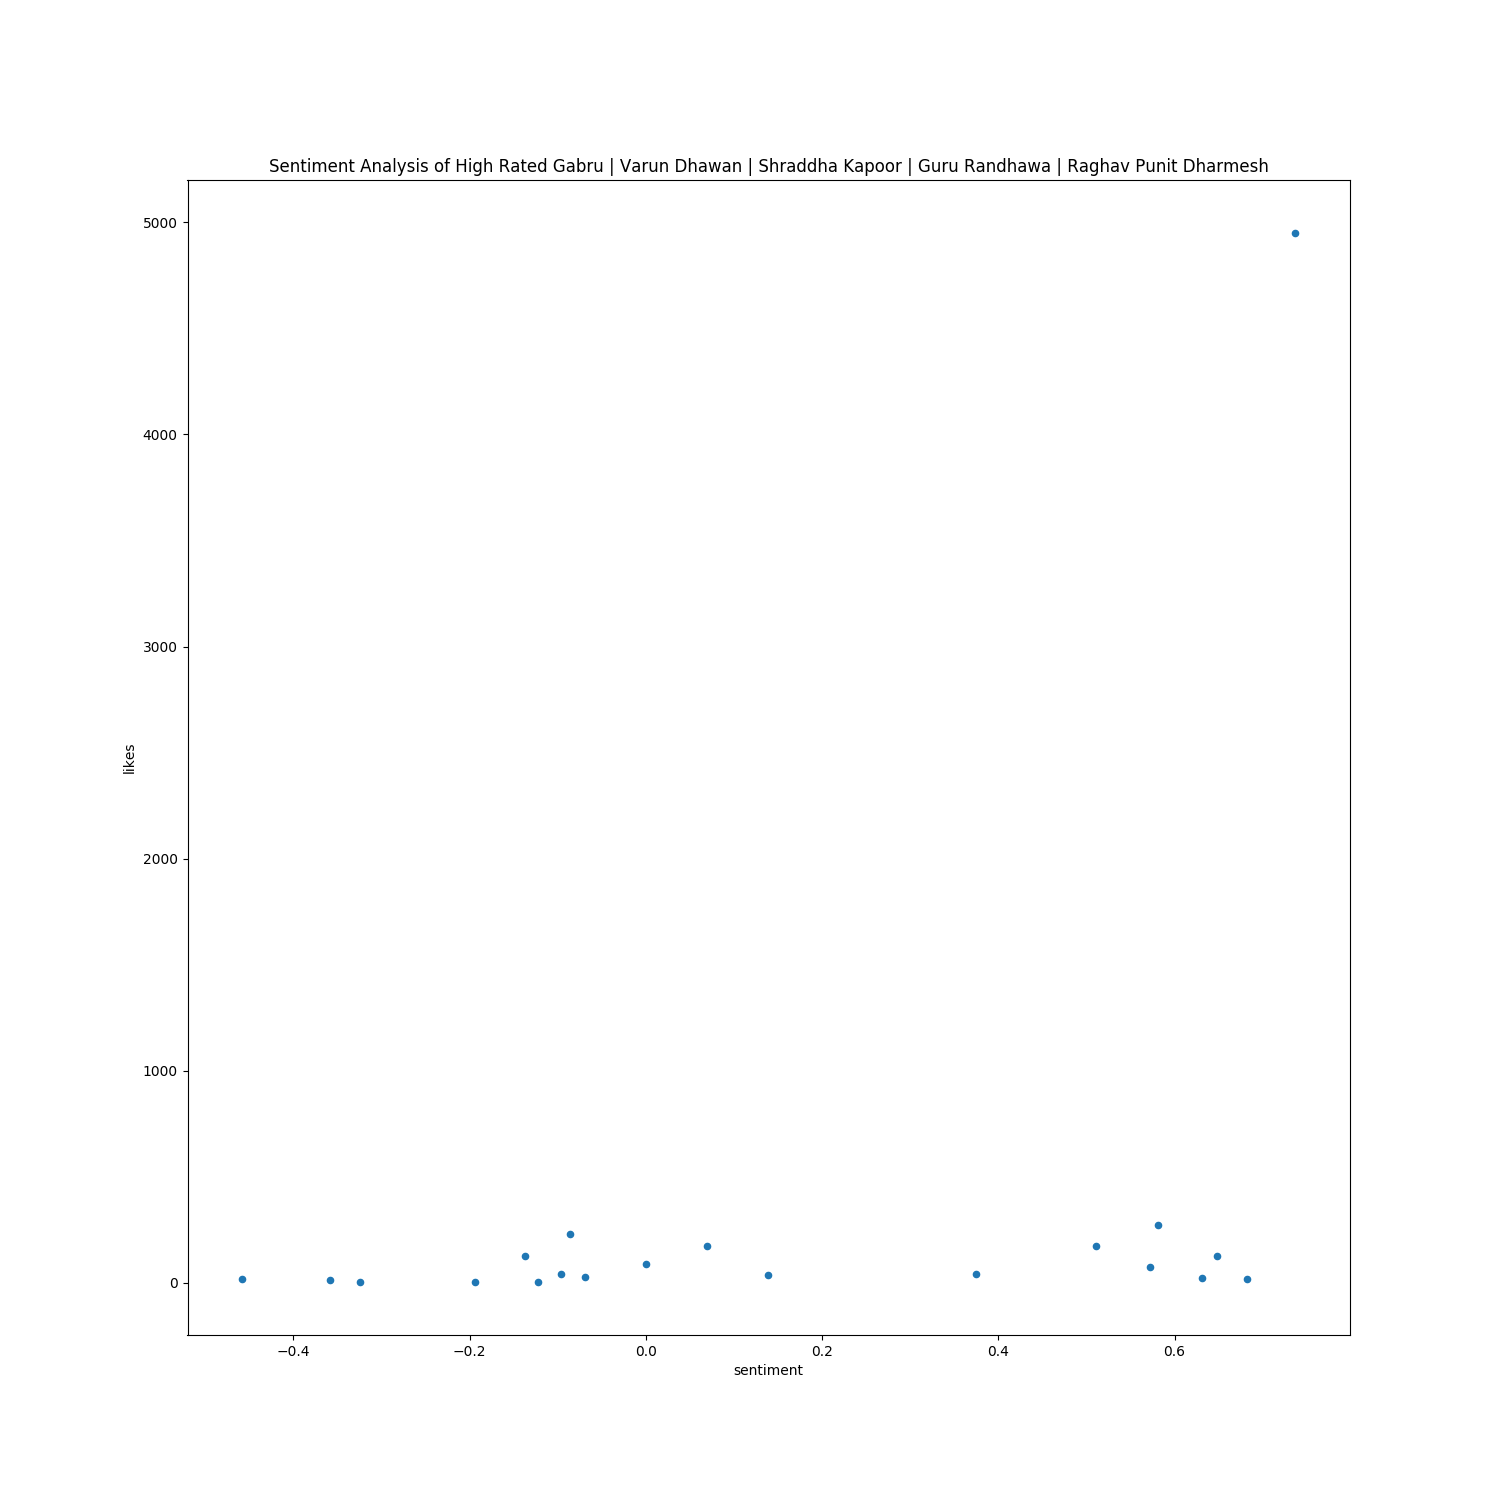 Sentiment Analysis of High Rated Gabru | Varun Dhawan | Shraddha Kapoor | Guru Randhawa | Raghav Punit Dharmesh
5000
4000
3000
2000
1000
0
likes
−0.4 −0.2 0.0 0.2 0.4 0.6
sentiment